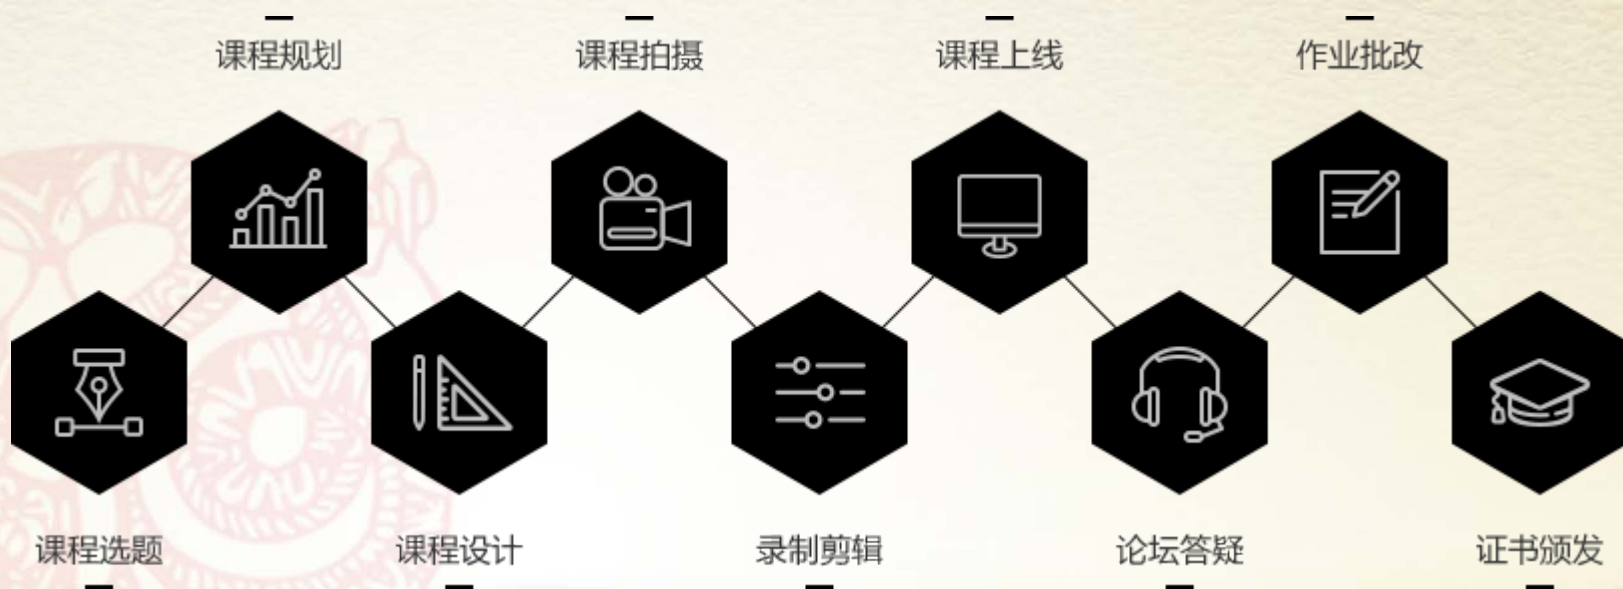 课程规划
课程拍摄
课程上线
作业批改
课程选题
课程设计
录制剪辑
论坛答疑
证书颁发